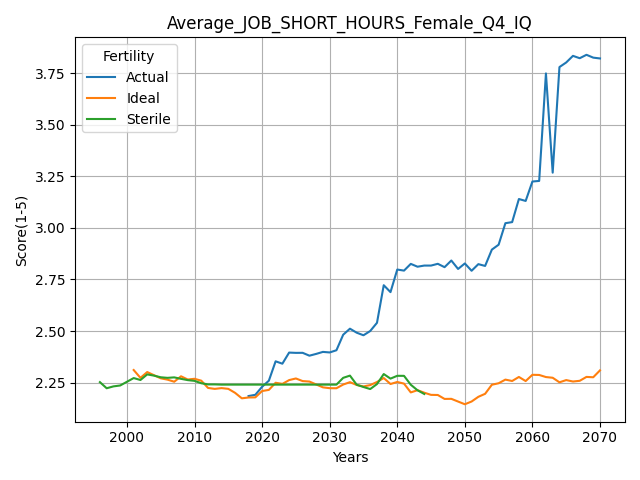 Average_JOB_SHORT_HOURS_Female_Q4_IQ
Fertility
Actual
Ideal
Sterile
Score(1-5)
3.75
3.50
3.25
3.00
2.75
2.50
2.25
2000 2010 2020 2030 2040 2050 2060 2070
Years